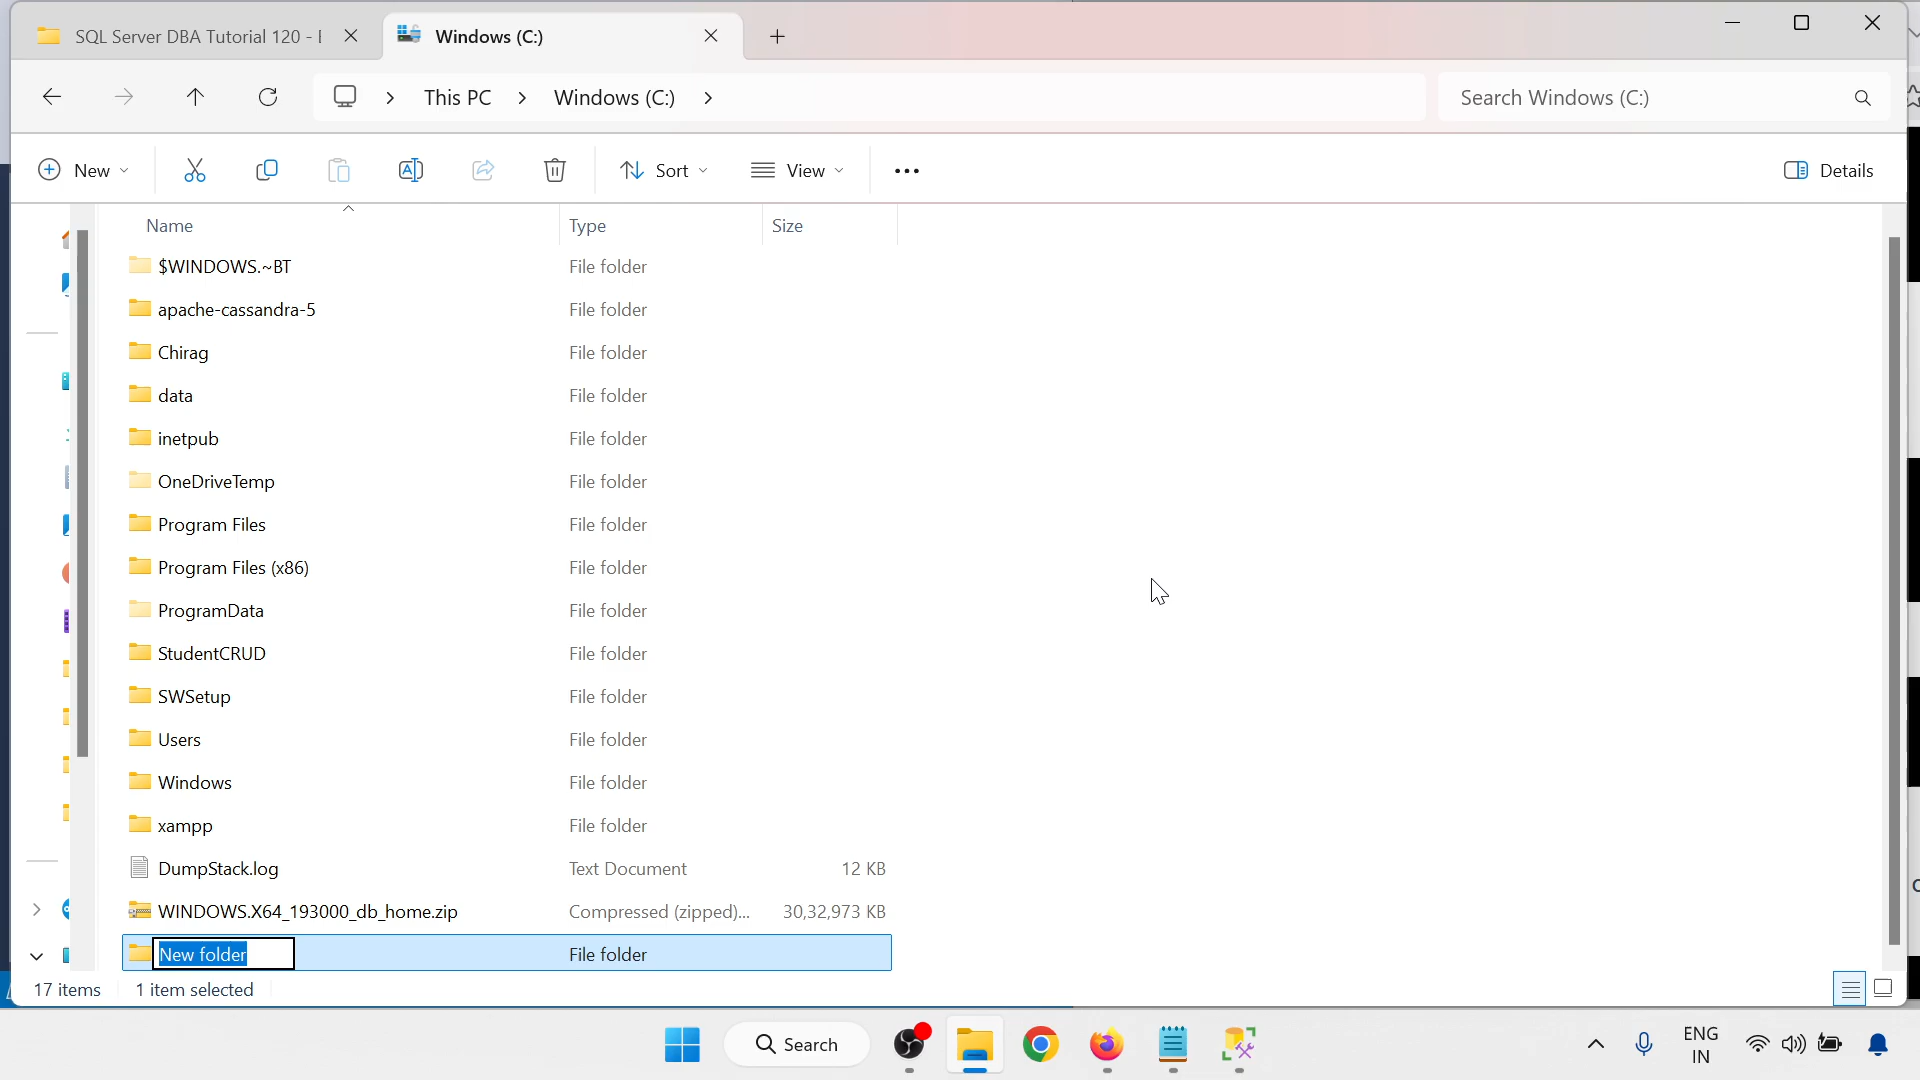 SQL Server DBA Tutorial 120 -
Windows (C:)
This PC
Windows (C:)
Search Windows (C:)
New
Sort
View
Details
Name
Type
Size
$WINDOWS.~BT
File folder
apache-cassandra-5
File folder
Chirag
File folder
data
File folder
inetpub
File folder
OneDriveTemp
File folder
Program Files
File folder
Program Files (x86)
File folder
ProgramData
File folder
StudentCRUD
File folder
SWSetup
File folder
Users
File folder
Windows
File folder
xampp
File folder
DumpStack.log
Text Document
12 KB
WINDOWS.X64_193000_db_home.zip
Compressed (zipped)...
30,32,973 KB
New folder
File folder
17 items
1 item selected
Search
ENG
IN